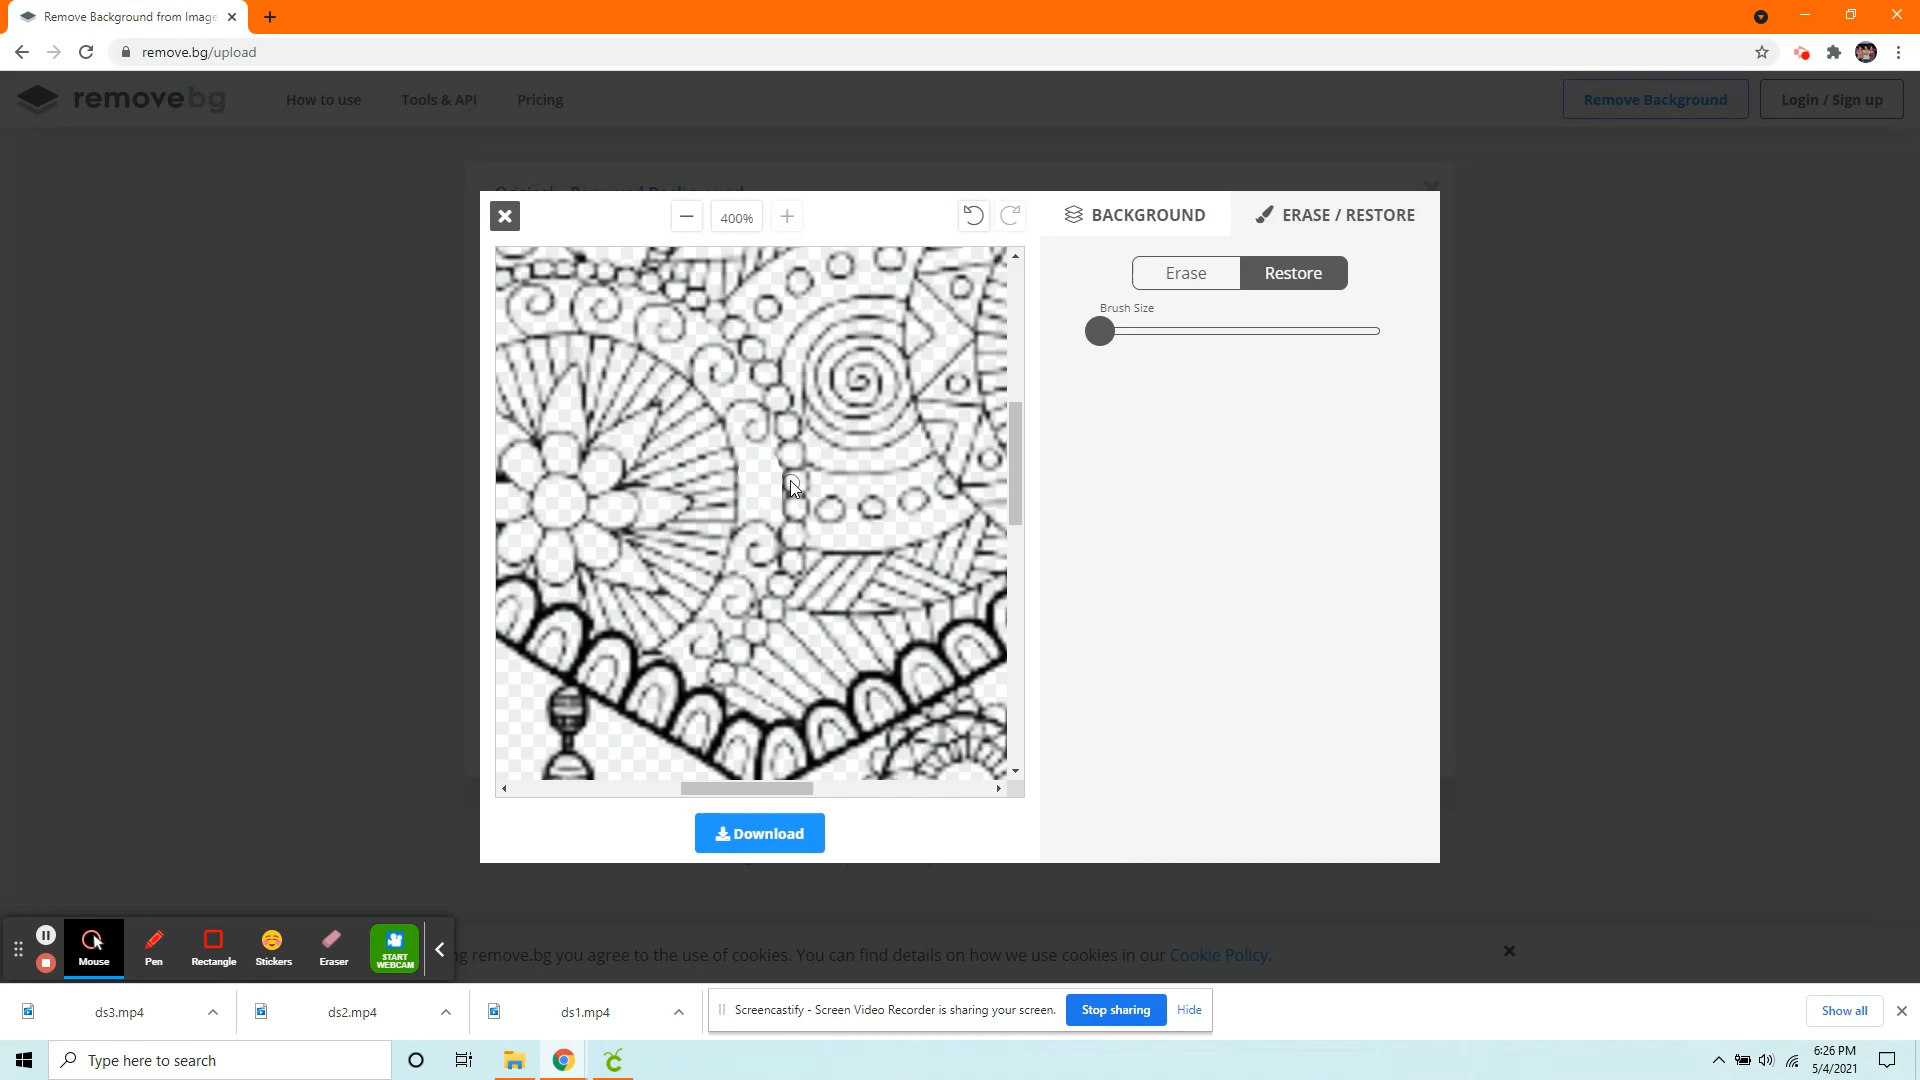 Remove Background from Image
remove.bg/upload
removebg
How to use
Tools & API
Pricing
Remove Background
Login / Sign up
400%
BACKGROUND
ERASE / RESTORE
Erase
Restore
Brush Size
Download
Mouse
Pen
Rectangle
Stickers
Eraser
START
WEBCAM
remove.bg you agree to the use of cookies. You can find details on how we use cookies in our Cookie Policy.
ds3.mp4
ds2.mp4
ds1.mp4
Screencastify - Screen Video Recorder is sharing your screen.
Stop sharing
Hide
Show all
Type here to search
6:26 PM
5/4/2021